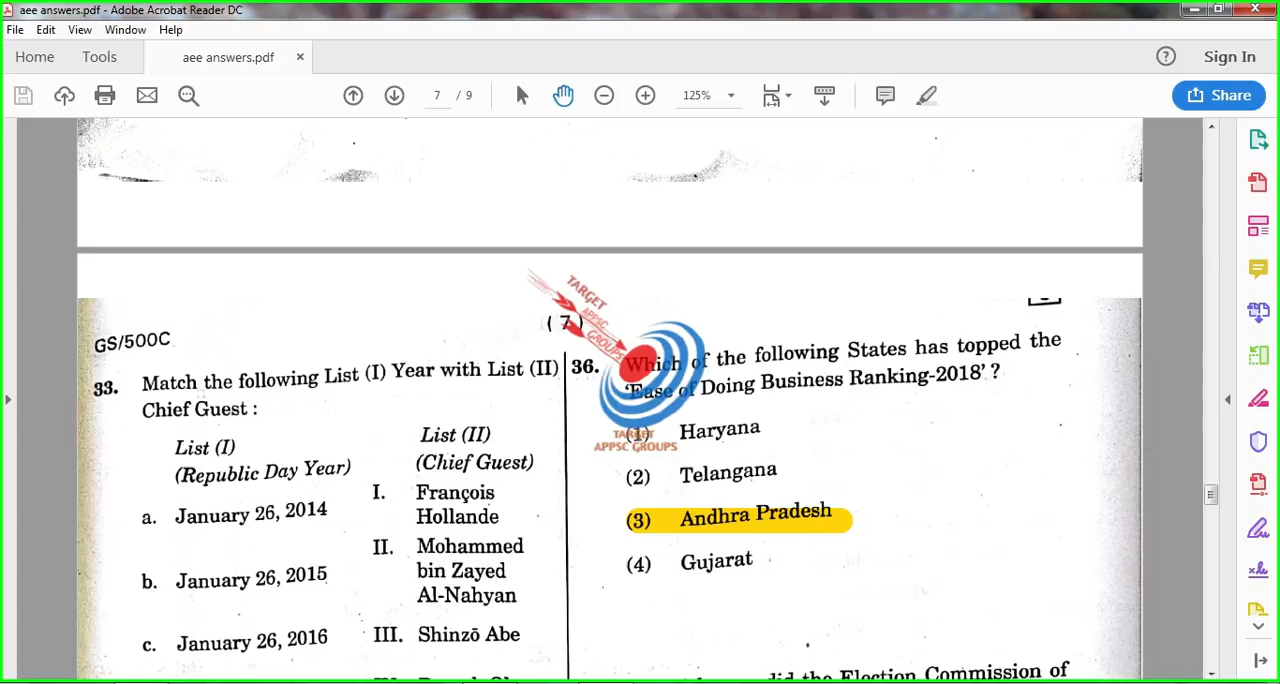 aee answers.pdf - Adobe Acrobat Reader DC
File Edit View Window Help
Home Tools aee answers.pdf × Sign In
7 / 9 125% Share
( 7 )
GS/500C
33. Match the following List (I) Year with List (II) Chief Guest :
List (I)
(Republic Day Year)
List (II)
(Chief Guest)
a. January 26, 2014
b. January 26, 2015
c. January 26, 2016
I. François
Hollande
II. Mohammed
bin Zayed
Al-Nahyan
III. Shinzō Abe
36. Which of the following States has topped the
'Ease of Doing Business Ranking-2018' ?
(1) Haryana
(2) Telangana
(3) Andhra Pradesh
(4) Gujarat
did the Election Commission of
TARGET
APPSC
GROUPS
TARGET
APPSC GROUPS